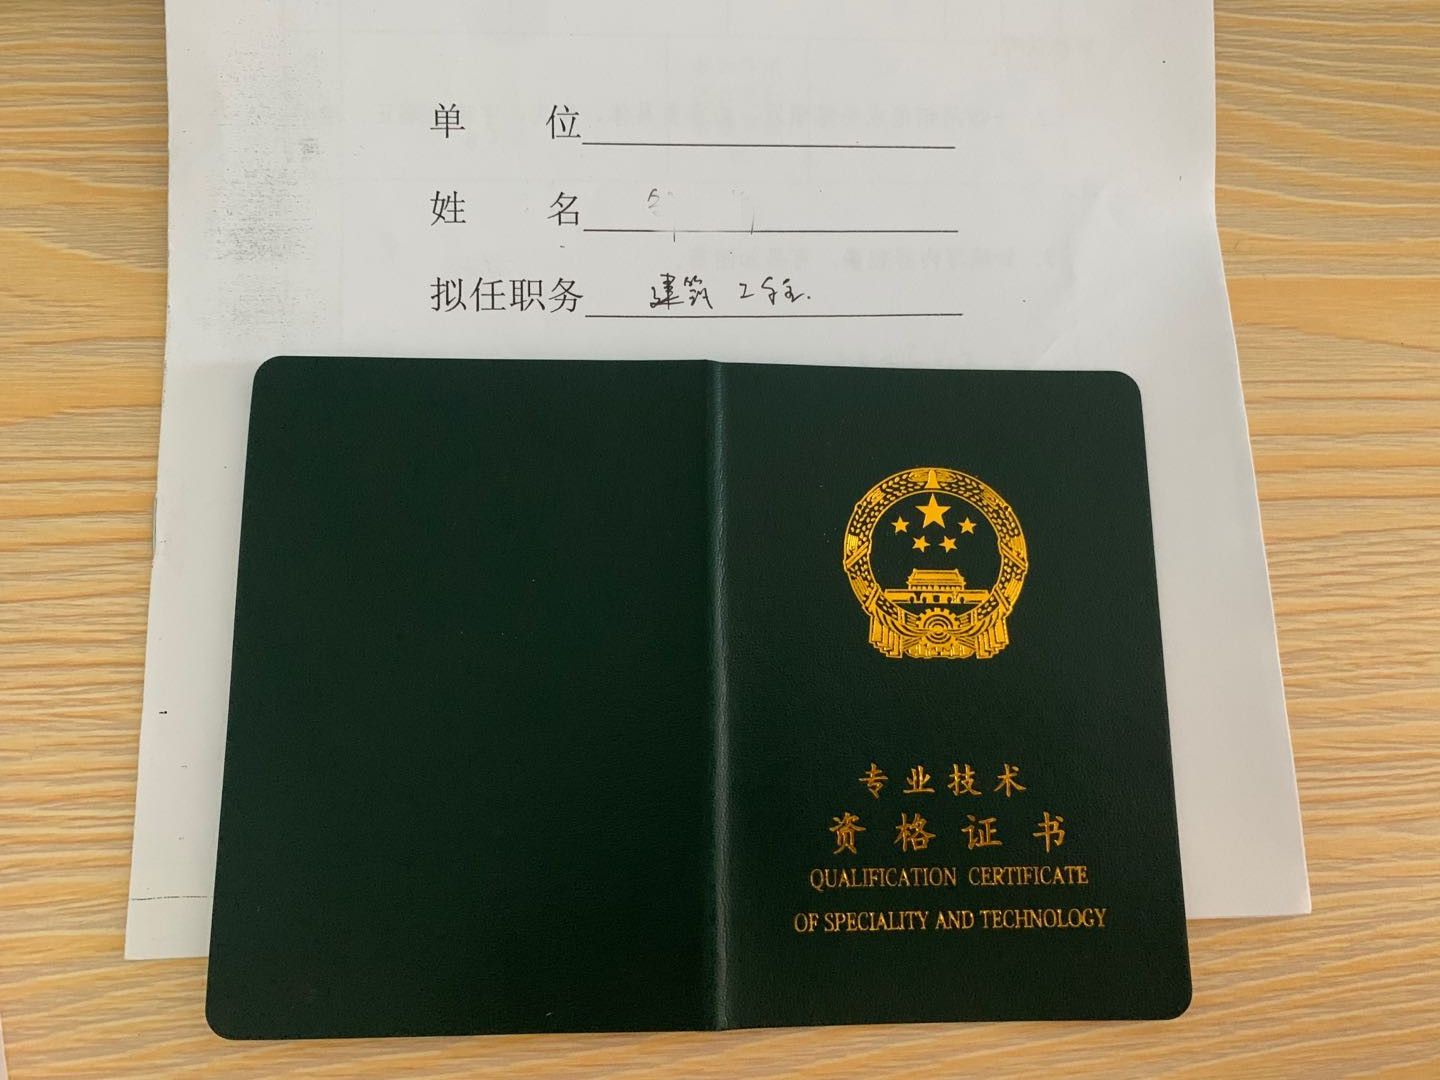 单 位
姓 名
拟任职务 建筑工程
专业技术
资格证书
QUALIFICATION CERTIFICATE
OF SPECIALITY AND TECHNOLOGY